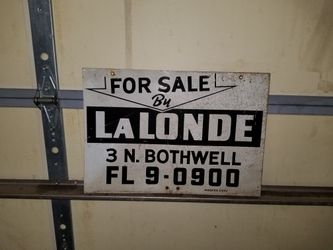 FOR SALE
By
LALONDE
3 N. BOTHWELL
FL 9-0900